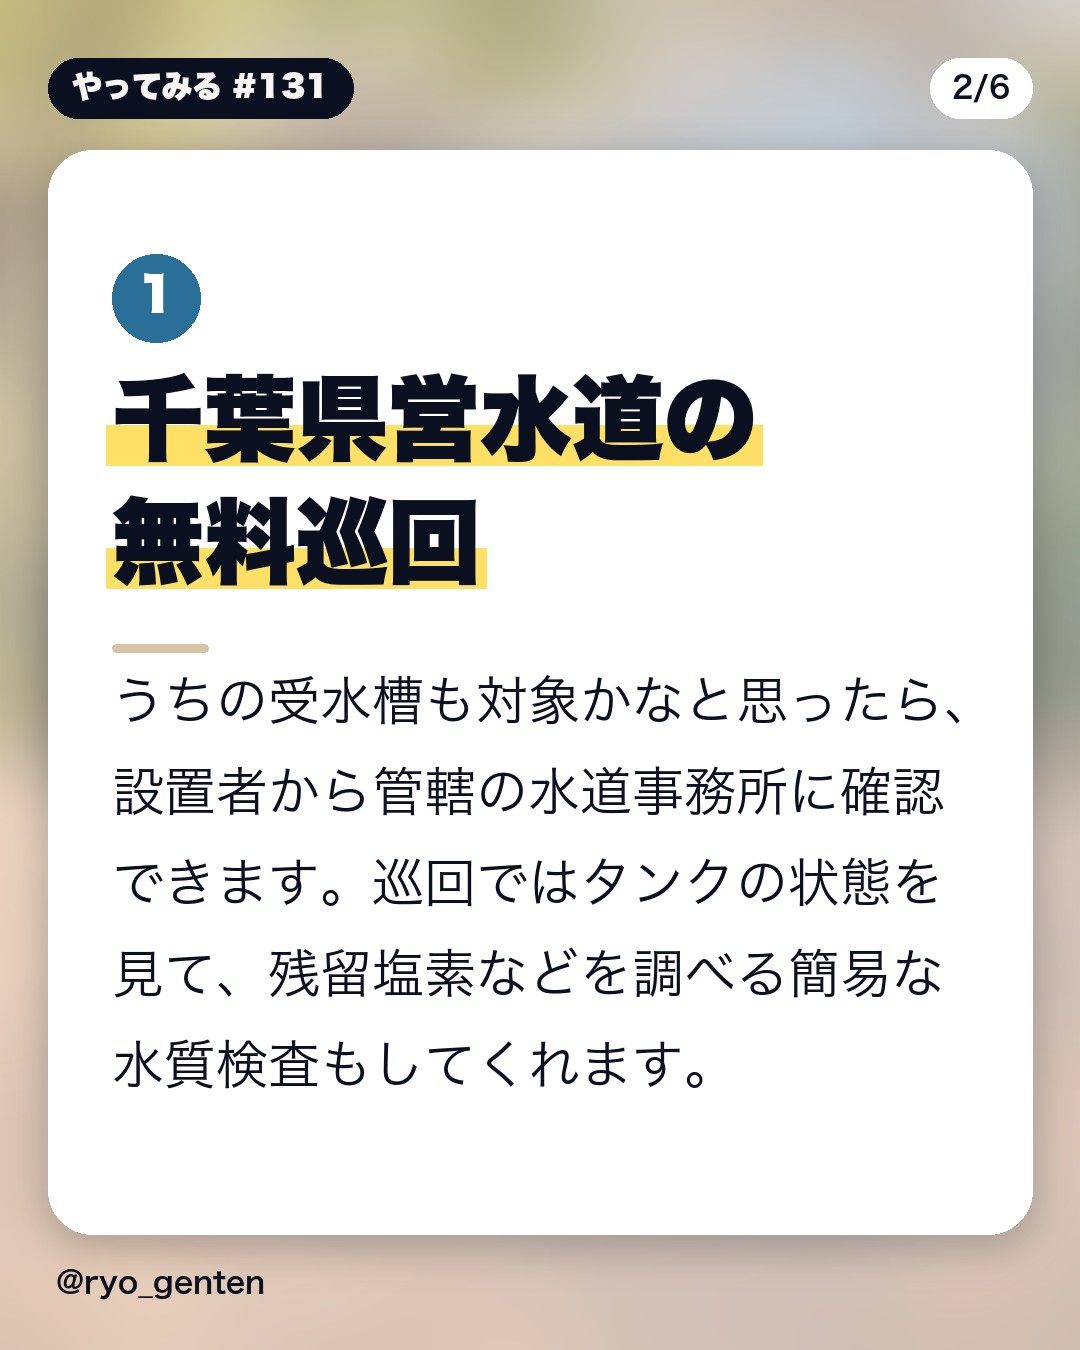 やってみる #131
2/6
1
千葉県営水道の
無料巡回
うちの受水槽も対象かなと思ったら、
設置者から管轄の水道事務所に確認
できます。巡回ではタンクの状態を
見て、残留塩素などを調べる簡易な
水質検査もしてくれます。
@ryo_genten